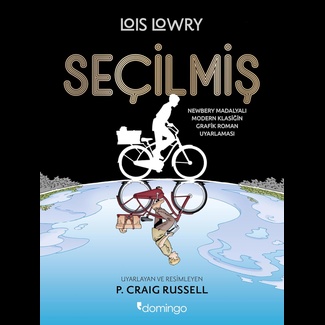 LOIS LOWRY
SEÇİLMİŞ
NEWBERY MADALYALI
MODERN KLASİĞİN
GRAFİK ROMAN
UYARLAMASI
UYARLAYAN VE RESİMLEYEN
P. CRAIG RUSSELL
domingo